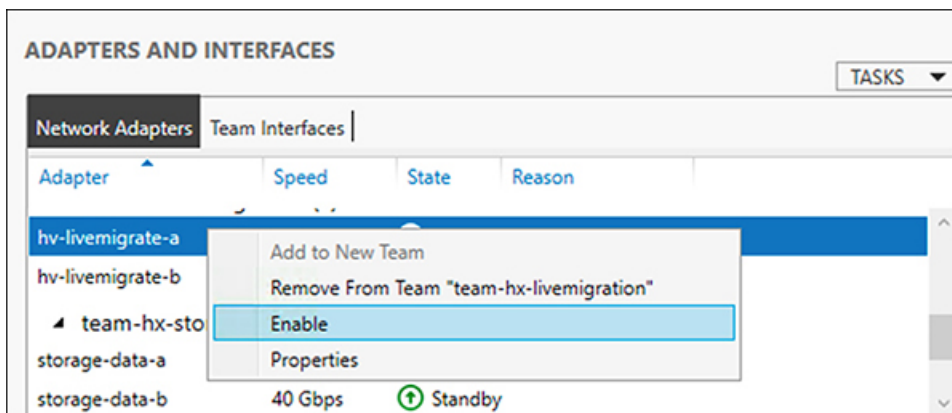 ADAPTERS AND INTERFACES
TASKS
Network Adapters Team Interfaces
Adapter Speed State Reason
hv-livemigrate-a
Add to New Team
hv-livemigrate-b
Remove From Team "team-hx-livemigration"
team-hx-sto
Enable
storage-data-a
Properties
storage-data-b 40 Gbps Standby